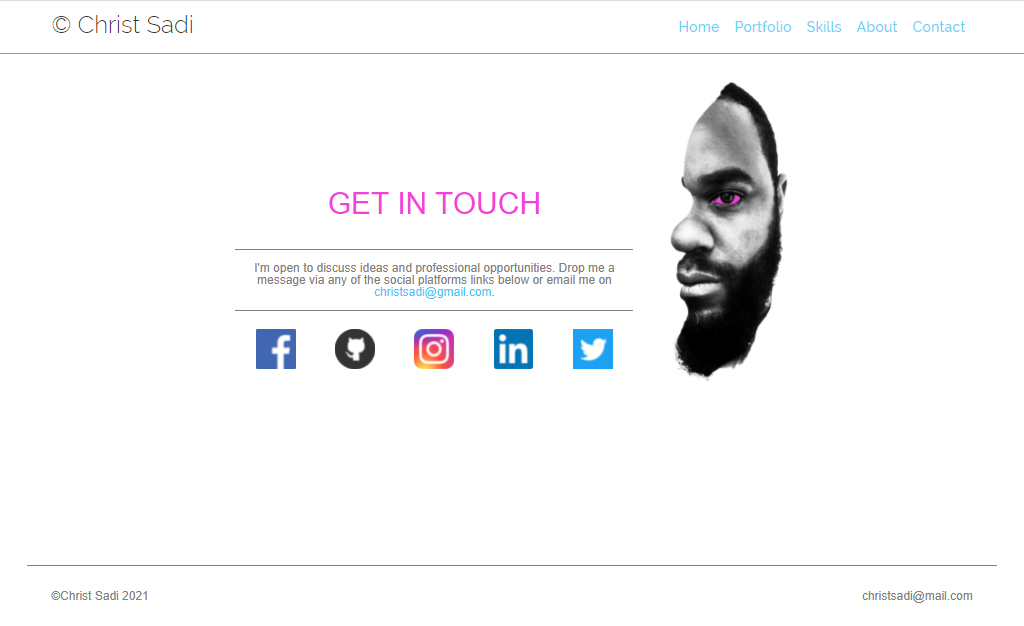 © Christ Sadi
Home Portfolio Skills About Contact
GET IN TOUCH
I'm open to discuss ideas and professional opportunities. Drop me a
message via any of the social platforms links below or email me on
christsadi@gmail.com.
©Christ Sadi 2021
christsadi@mail.com